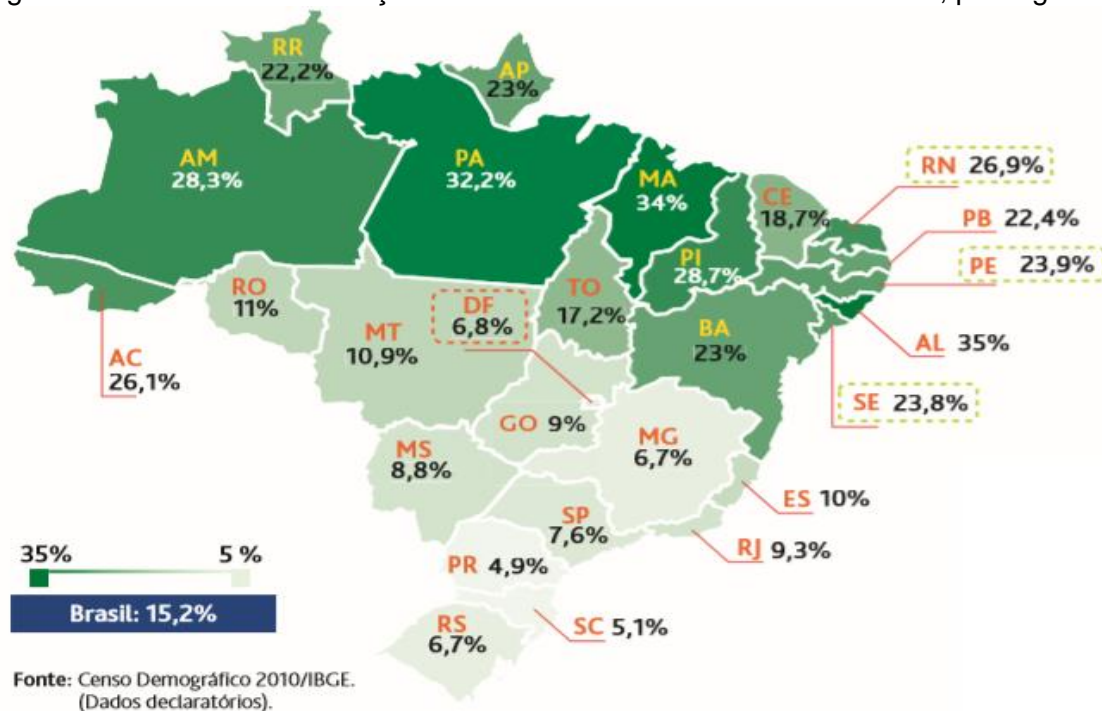 RR
22,2%
AP
23%
AM
28,3%
PA
32,2%
MA
34%
CE
18,7%
RN 26,9%
PB 22,4%
PE 23,9%
PI
28,7%
RO
11%
DF
6,8%
TO
17,2%
MT
10,9%
BA
23%
AL 35%
AC
26,1%
SE 23,8%
GO 9%
MG
6,7%
MS
8,8%
ES 10%
SP
7,6%
RJ 9,3%
PR 4,9%
35% 5 %
Brasil: 15,2%
SC 5,1%
RS
6,7%
Fonte: Censo Demográfico 2010/IBGE.
(Dados declaratórios).